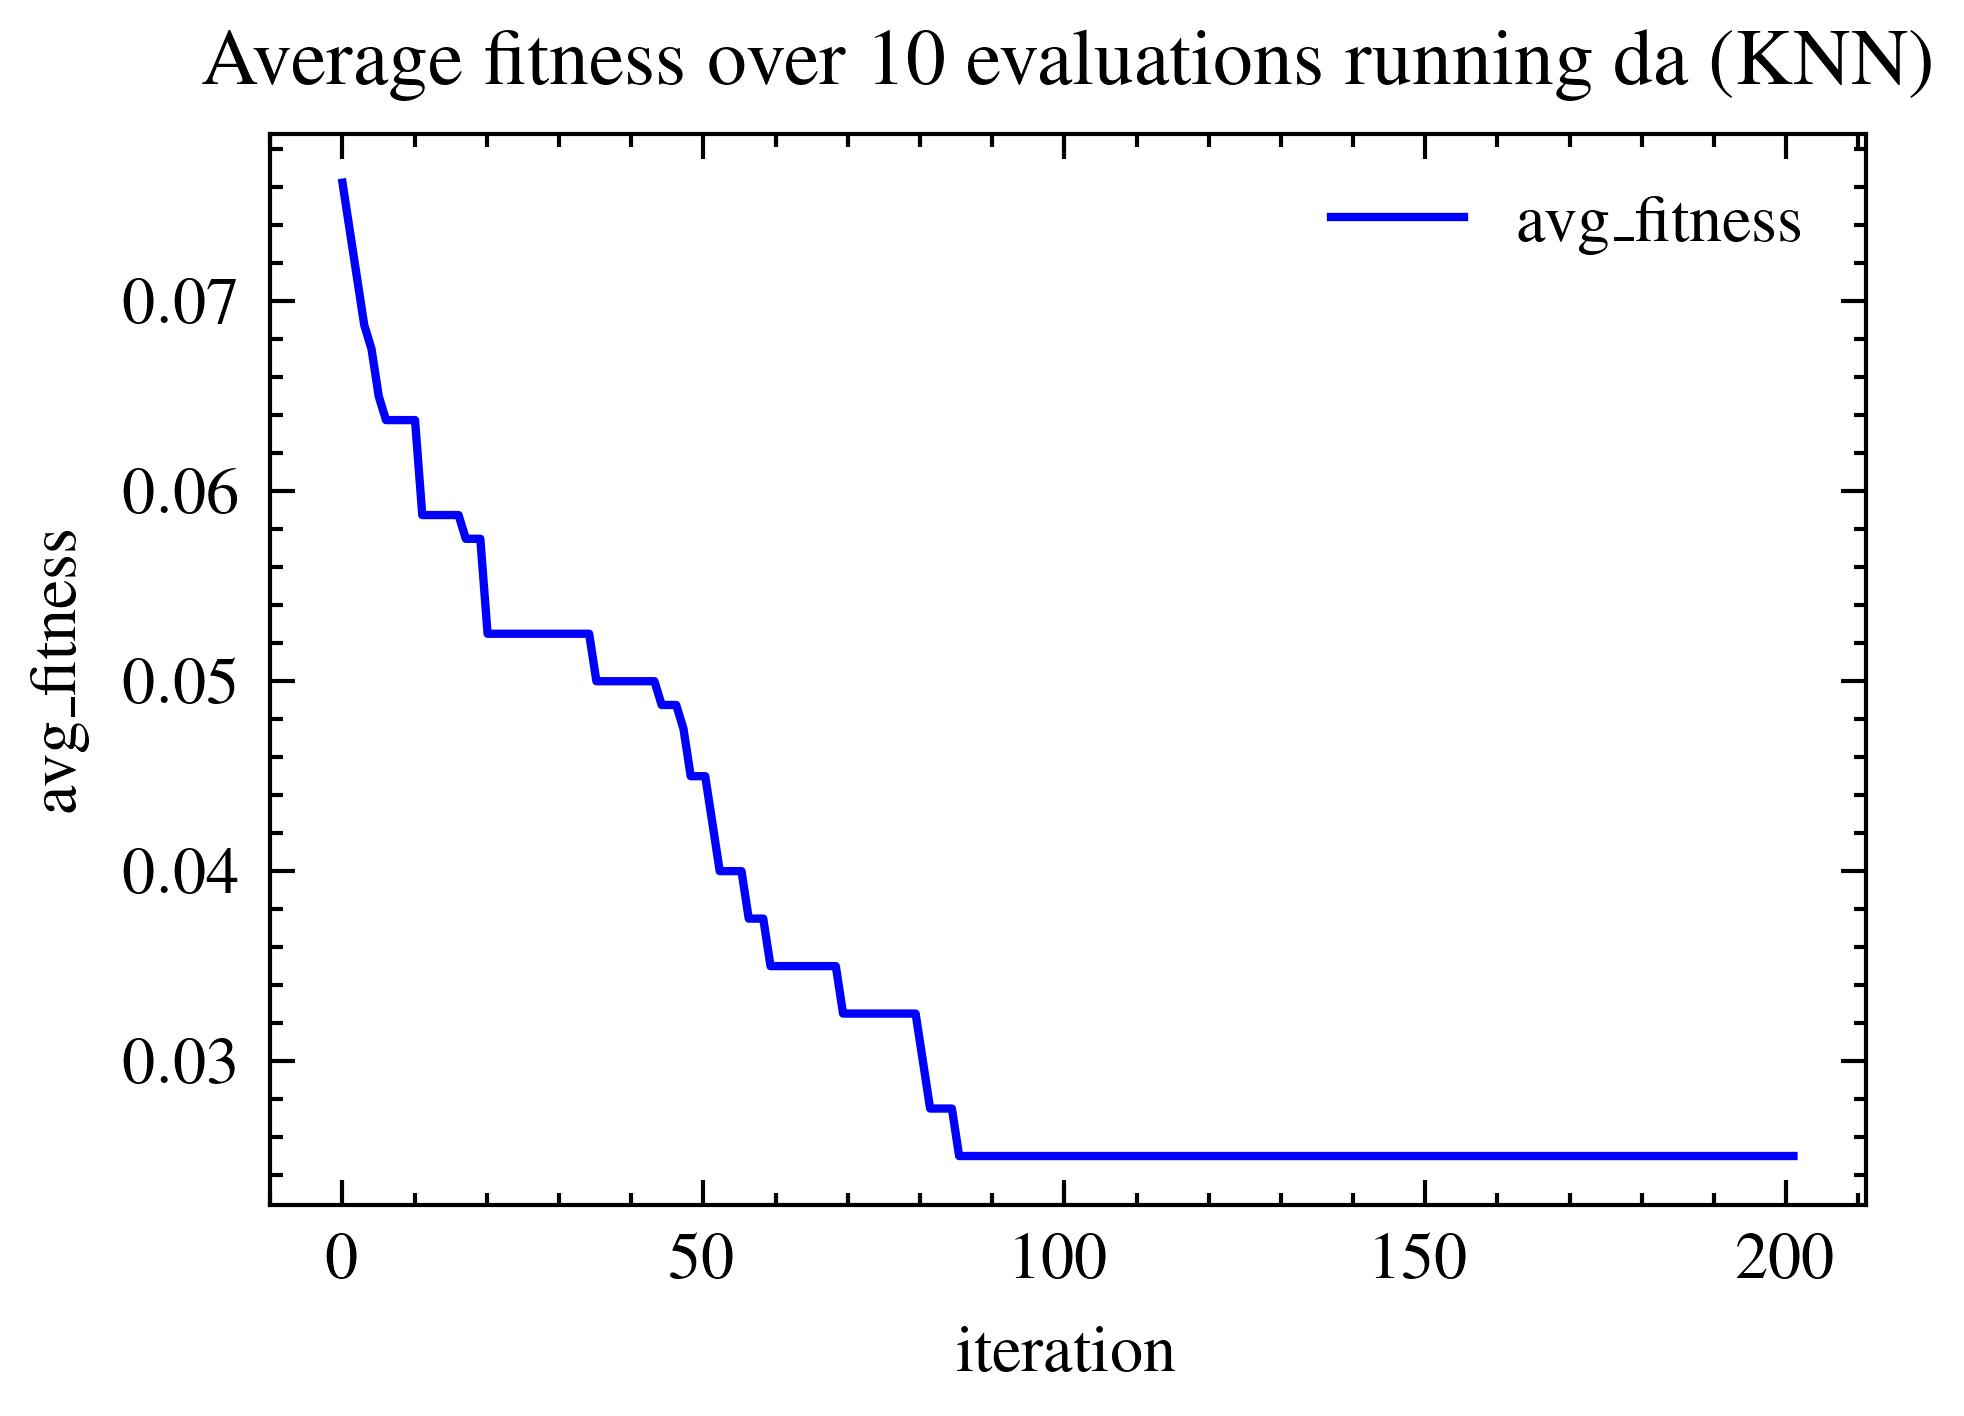 Average fitness over 10 evaluations running da (KNN)
avg_fitness
0.07
0.06
0.05
0.04
0.03
avg_fitness
0 50 100 150 200
iteration